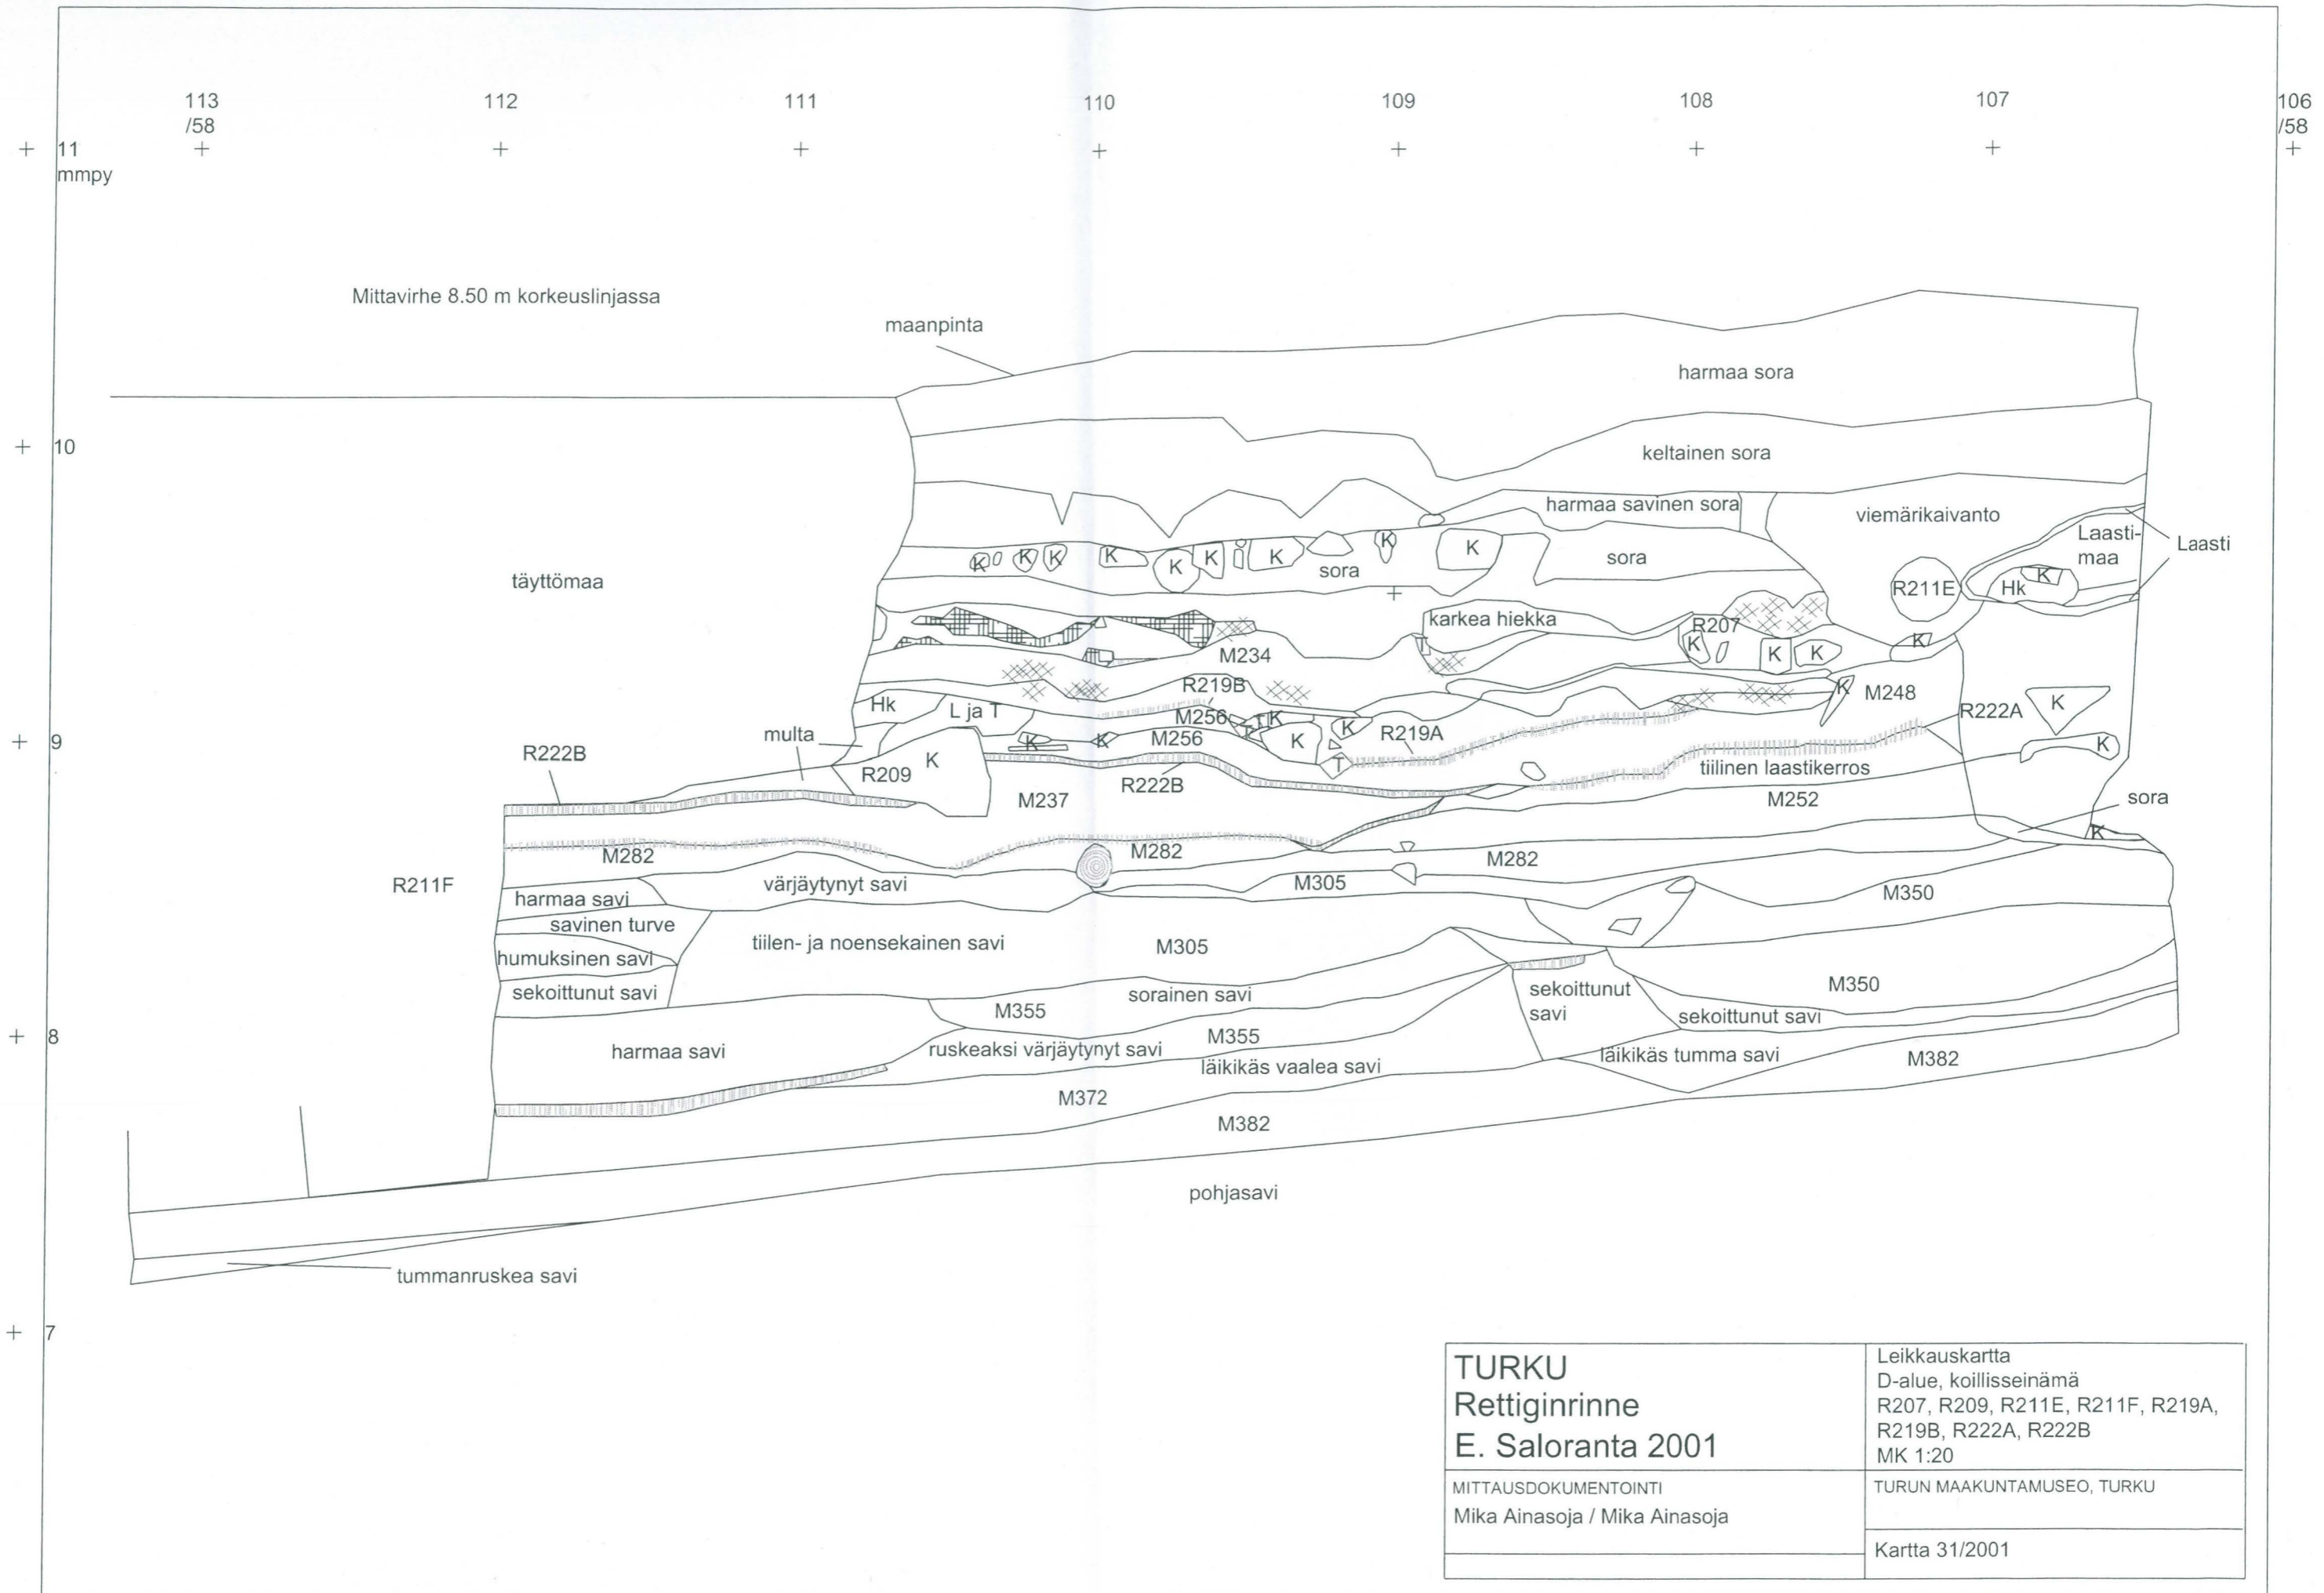 113
/58
112
111
110
109
108
107
106
/58
11
mmpy
Mittavirhe 8.50 m korkeuslinjassa
maanpinta
harmaa sora
10
keltainen sora
harmaa savinen sora
viemärikaivanto
Laasti-
maa
Laasti
K
K
K
K
K
K
K
K
K
sora
sora
täyttömaa
R211E
Hk
K
karkea hiekka
R207
K
K
K
K
T
M234
R219B
Hk
L ja T
M256
T
T
K
K
K
M248
R222A
K
K
multa
9
R222B
K
K
M256
K
R219A
T
R209
K
tiilinen laastikerros
M237
R222B
M252
sora
K
M282
M282
M282
R211F
värjäytynyt savi
M305
M350
harmaa savi
savinen turve
tiilen- ja noensekainen savi
M305
humuksinen savi
sekoittunut savi
sorainen savi
sekoittunut
savi
M350
M355
sekoittunut savi
8
M355
harmaa savi
ruskeaksi värjäytynyt savi
läikikäs vaalea savi
läikikäs tumma savi
M382
M372
M382
pohjasavi
tummanruskea savi
7
TURKU
Rettiginrinne
E. Saloranta 2001
Leikkauskartta
D-alue, koillisseinämä
R207, R209, R211E, R211F, R219A,
R219B, R222A, R222B
MK 1:20
MITTAUSDOKUMENTOINTI
Mika Ainasoja / Mika Ainasoja
TURUN MAAKUNTAMUSEO, TURKU
Kartta 31/2001